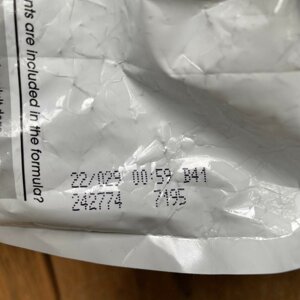 nts are included in the formula?
22/029 00:59 B41
242774 7195